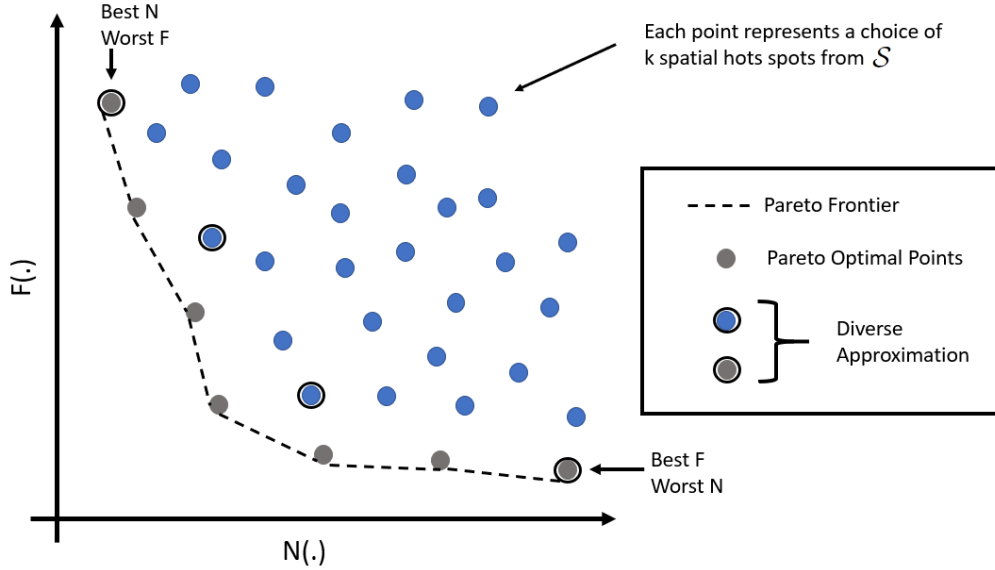 Best N
Worst F
Each point represents a choice of
k spatial hots spots from S
F(.)
Pareto Frontier
Pareto Optimal Points
Diverse
Approximation
Best F
Worst N
N(.)